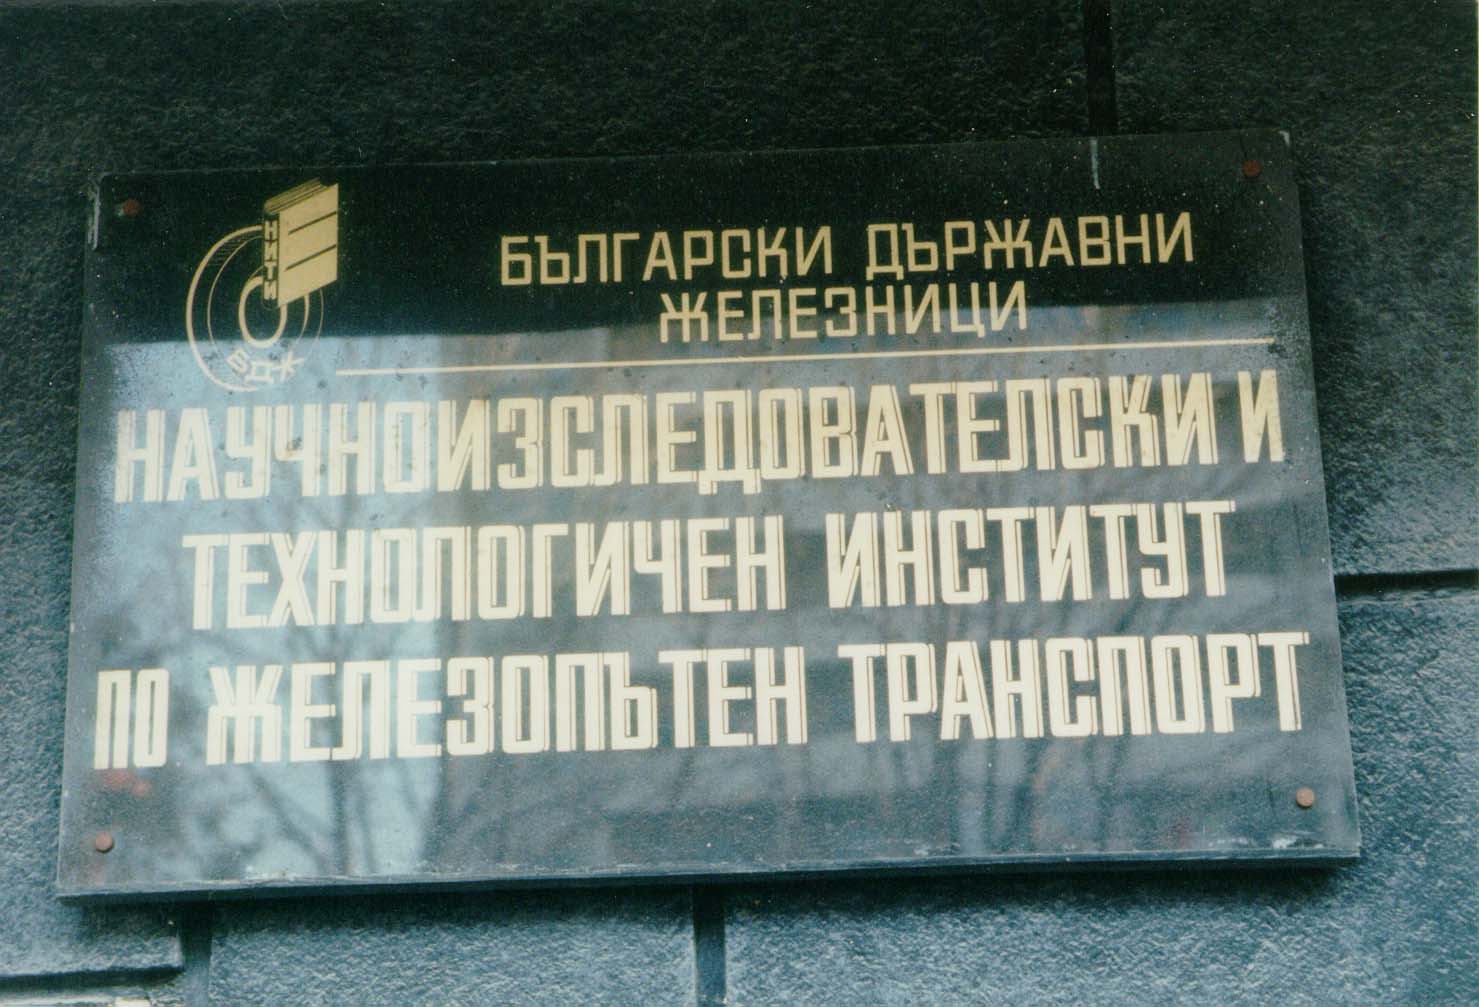 НИТИ
БДЖ
БЪЛГАРСКИ ДЪРЖАВНИ
ЖЕЛЕЗНИЦИ
НАУЧНОИЗСЛЕДОВАТЕЛСКИ И
ТЕХНОЛОГИЧЕН ИНСТИТУТ
ПО ЖЕЛЕЗОПЪТЕН ТРАНСПОРТ